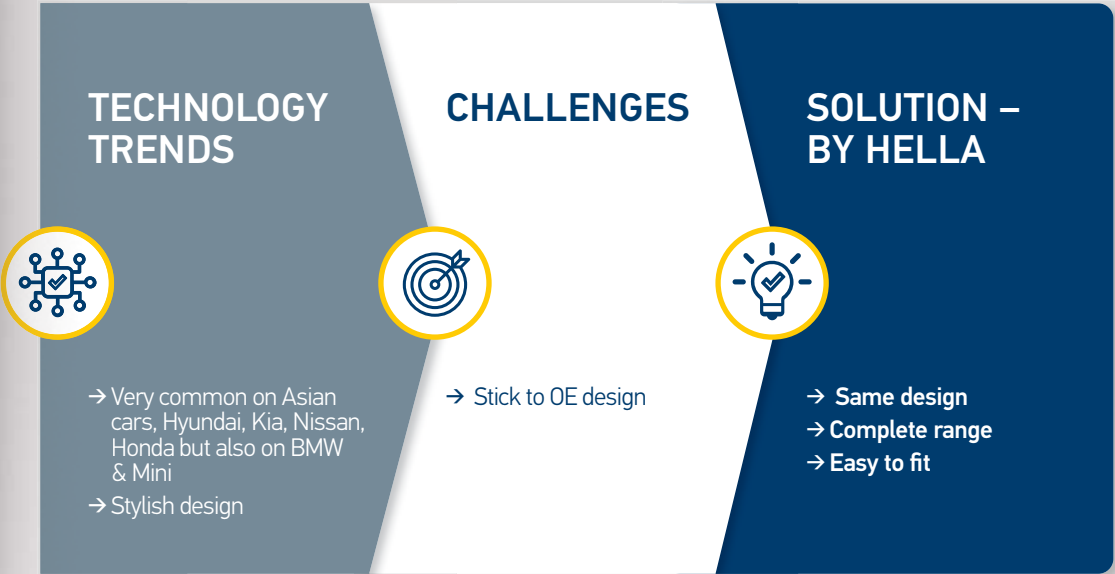 TECHNOLOGY
TRENDS
→ Very common on Asian
cars, Hyundai, Kia, Nissan,
Honda but also on BMW
& Mini
→ Stylish design
CHALLENGES
→ Stick to OE design
SOLUTION –
BY HELLA
→ Same design
→ Complete range
→ Easy to fit